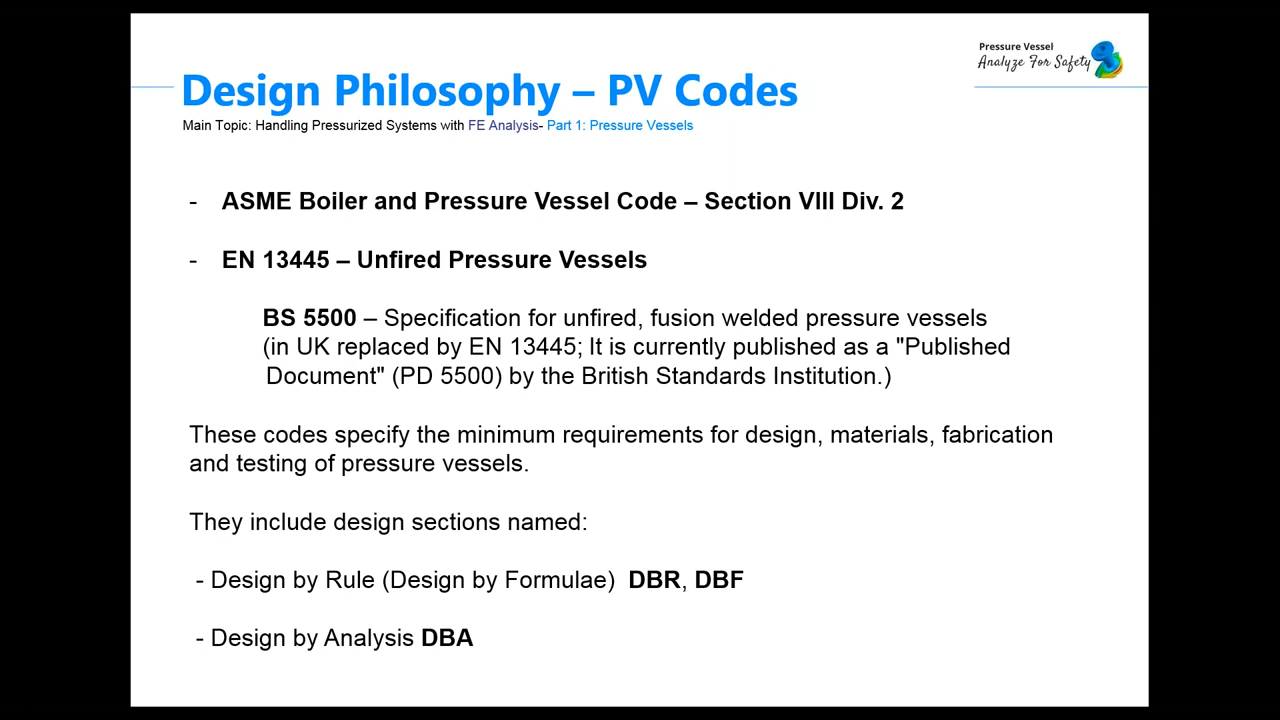 Pressure Vessel
Analyze For Safety
Design Philosophy – PV Codes
Main Topic: Handling Pressurized Systems with FE Analysis- Part 1: Pressure Vessels
- ASME Boiler and Pressure Vessel Code – Section VIII Div. 2
- EN 13445 – Unfired Pressure Vessels
BS 5500 – Specification for unfired, fusion welded pressure vessels
(in UK replaced by EN 13445; It is currently published as a "Published
Document" (PD 5500) by the British Standards Institution.)
These codes specify the minimum requirements for design, materials, fabrication
and testing of pressure vessels.
They include design sections named:
- Design by Rule (Design by Formulae) DBR, DBF
- Design by Analysis DBA